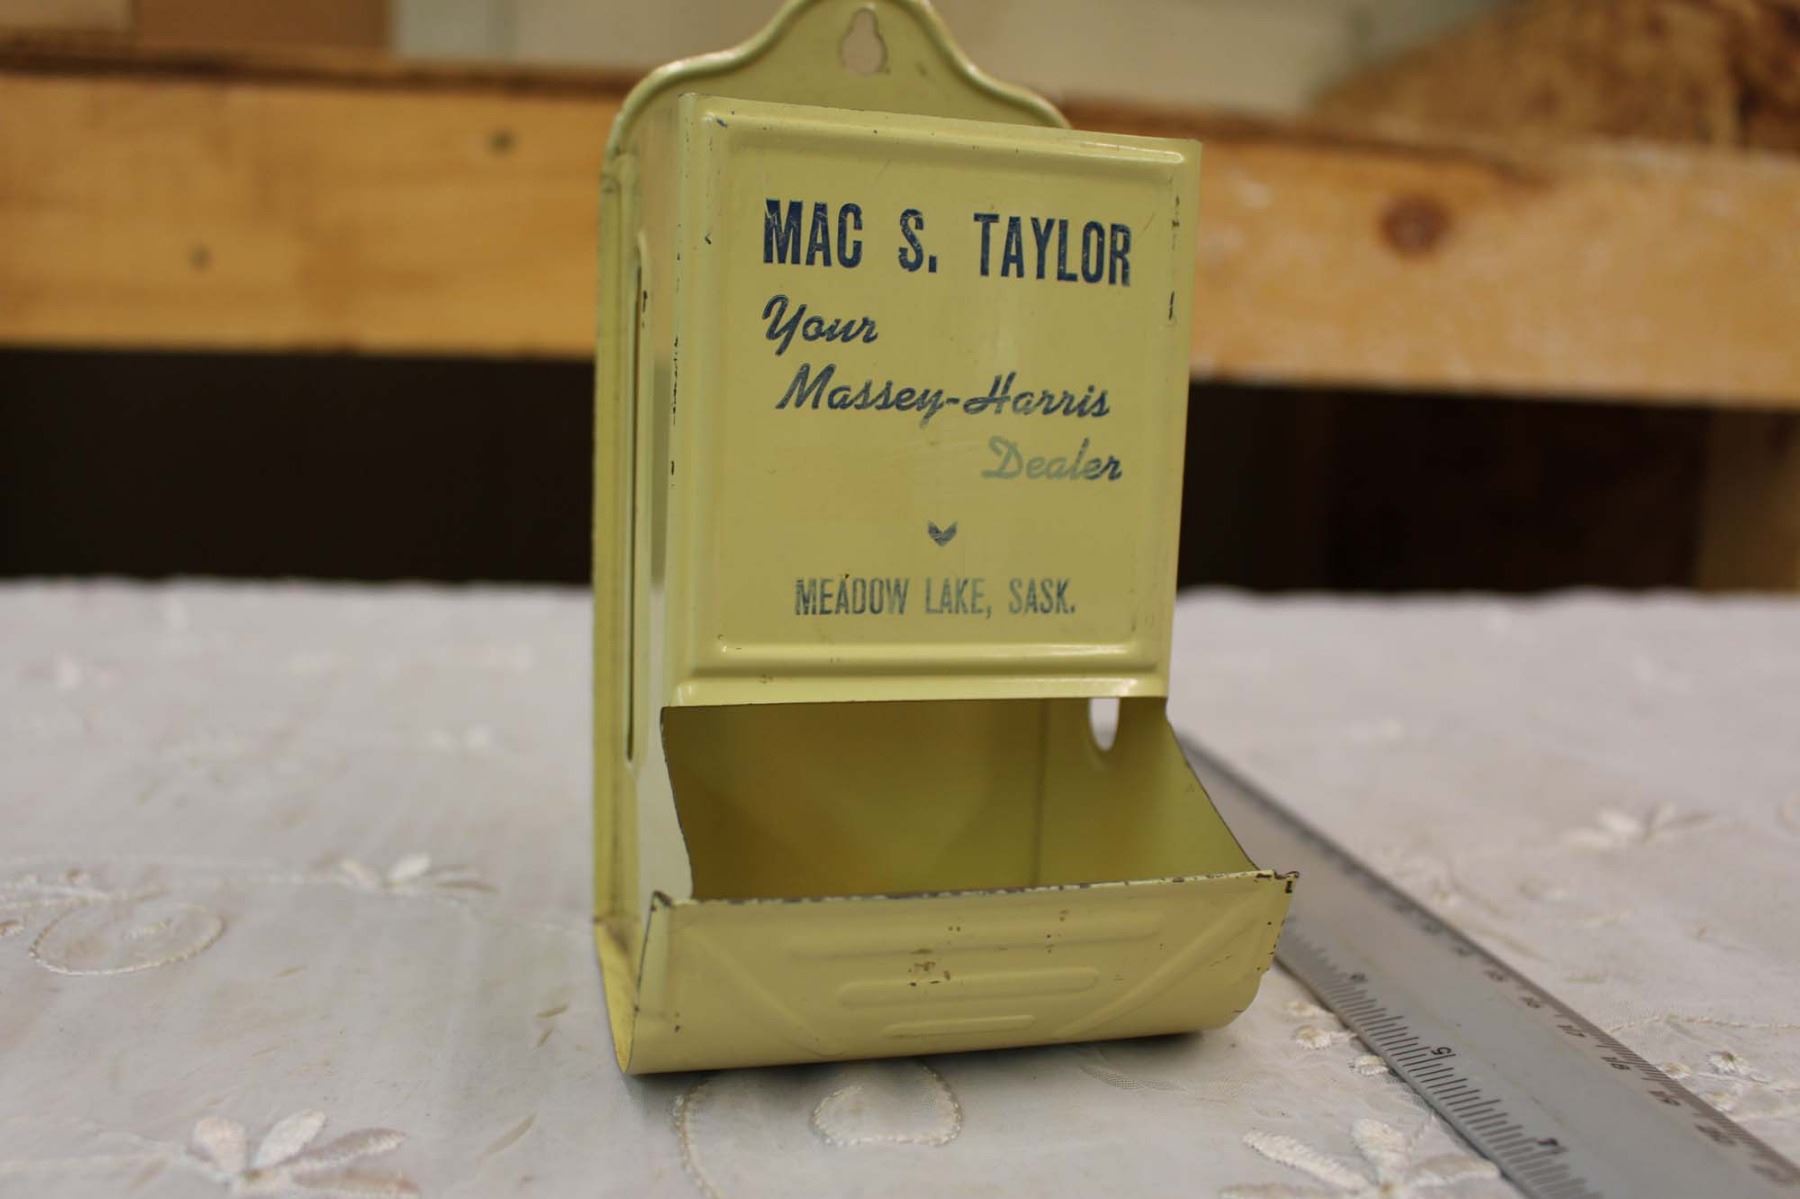 MAC S. TAYLOR
Your
Massey-Harris
Dealer
MEADOW LAKE, SASK.